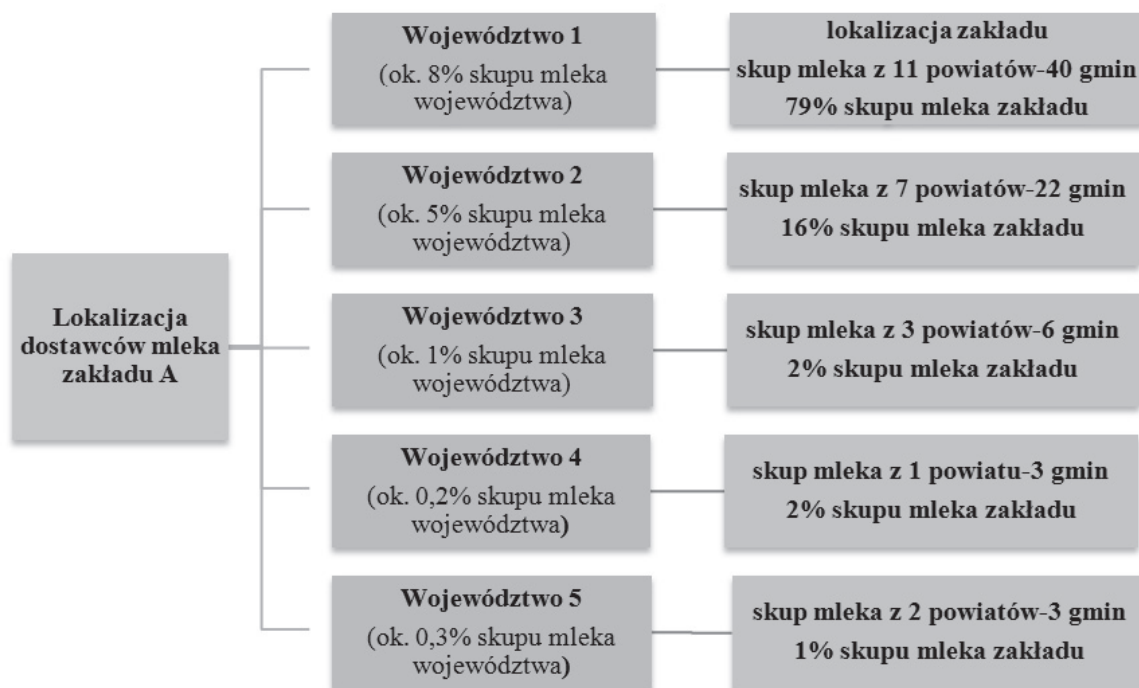 Lokalizacja
dostawców mleka
zakładu A
Województwo 1
(ok. 8% skupu mleka
województwa)
lokalizacja zakładu
skup mleka z 11 powiatów-40 gmin
79% skupu mleka zakładu
Województwo 2
(ok. 5% skupu mleka
województwa)
skup mleka z 7 powiatów-22 gmin
16% skupu mleka zakładu
Województwo 3
(ok. 1% skupu mleka
województwa)
skup mleka z 3 powiatów-6 gmin
2% skupu mleka zakładu
Województwo 4
(ok. 0,2% skupu mleka
województwa)
skup mleka z 1 powiatu-3 gmin
2% skupu mleka zakładu
Województwo 5
(ok. 0,3% skupu mleka
województwa)
skup mleka z 2 powiatów-3 gmin
1% skupu mleka zakładu